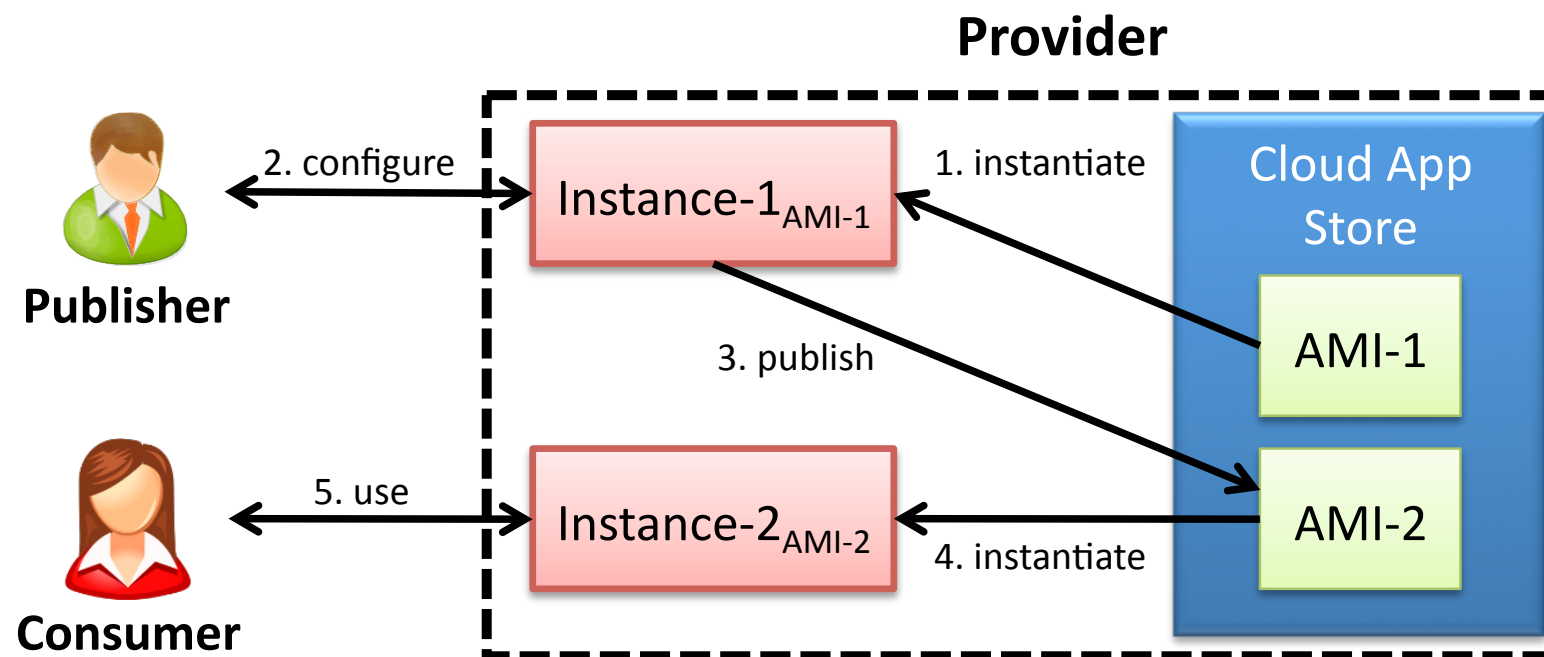 Provider
2. configure
Instance-1AMI-1
1. instantiate
Cloud App
Store
Publisher
3. publish
AMI-1
5. use
Instance-2AMI-2
4. instantiate
AMI-2
Consumer